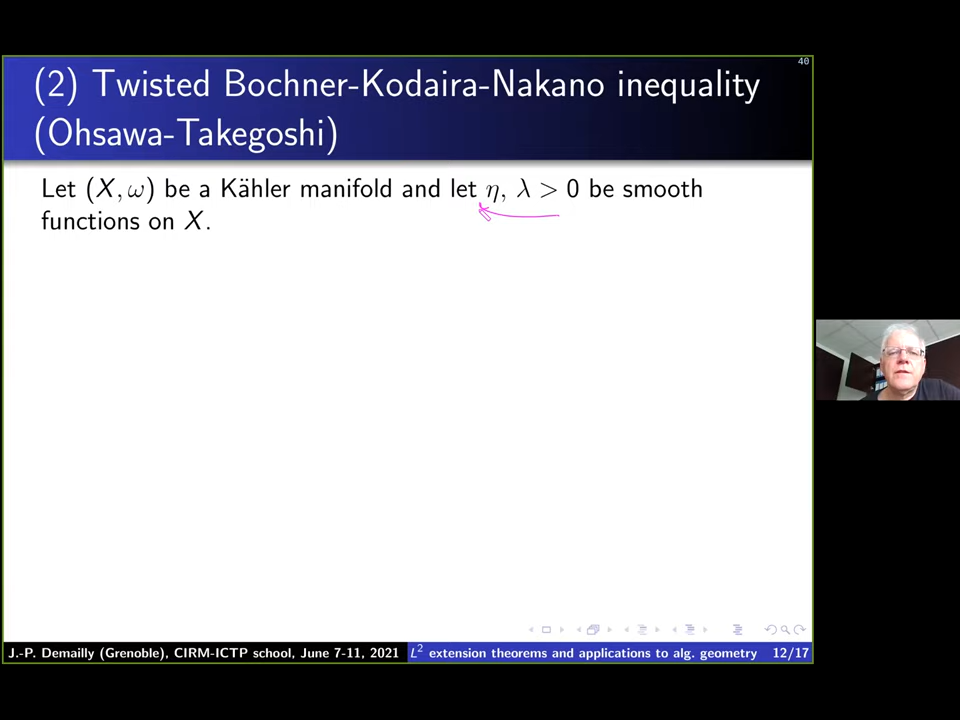 40
(2) Twisted Bochner-Kodaira-Nakano inequality
(Ohsawa-Takegoshi)
Let (X, ω) be a Kähler manifold and let η, λ > 0 be smooth
functions on X.
J.-P. Demailly (Grenoble), CIRM-ICTP school, June 7-11, 2021 L² extension theorems and applications to alg. geometry 12/17